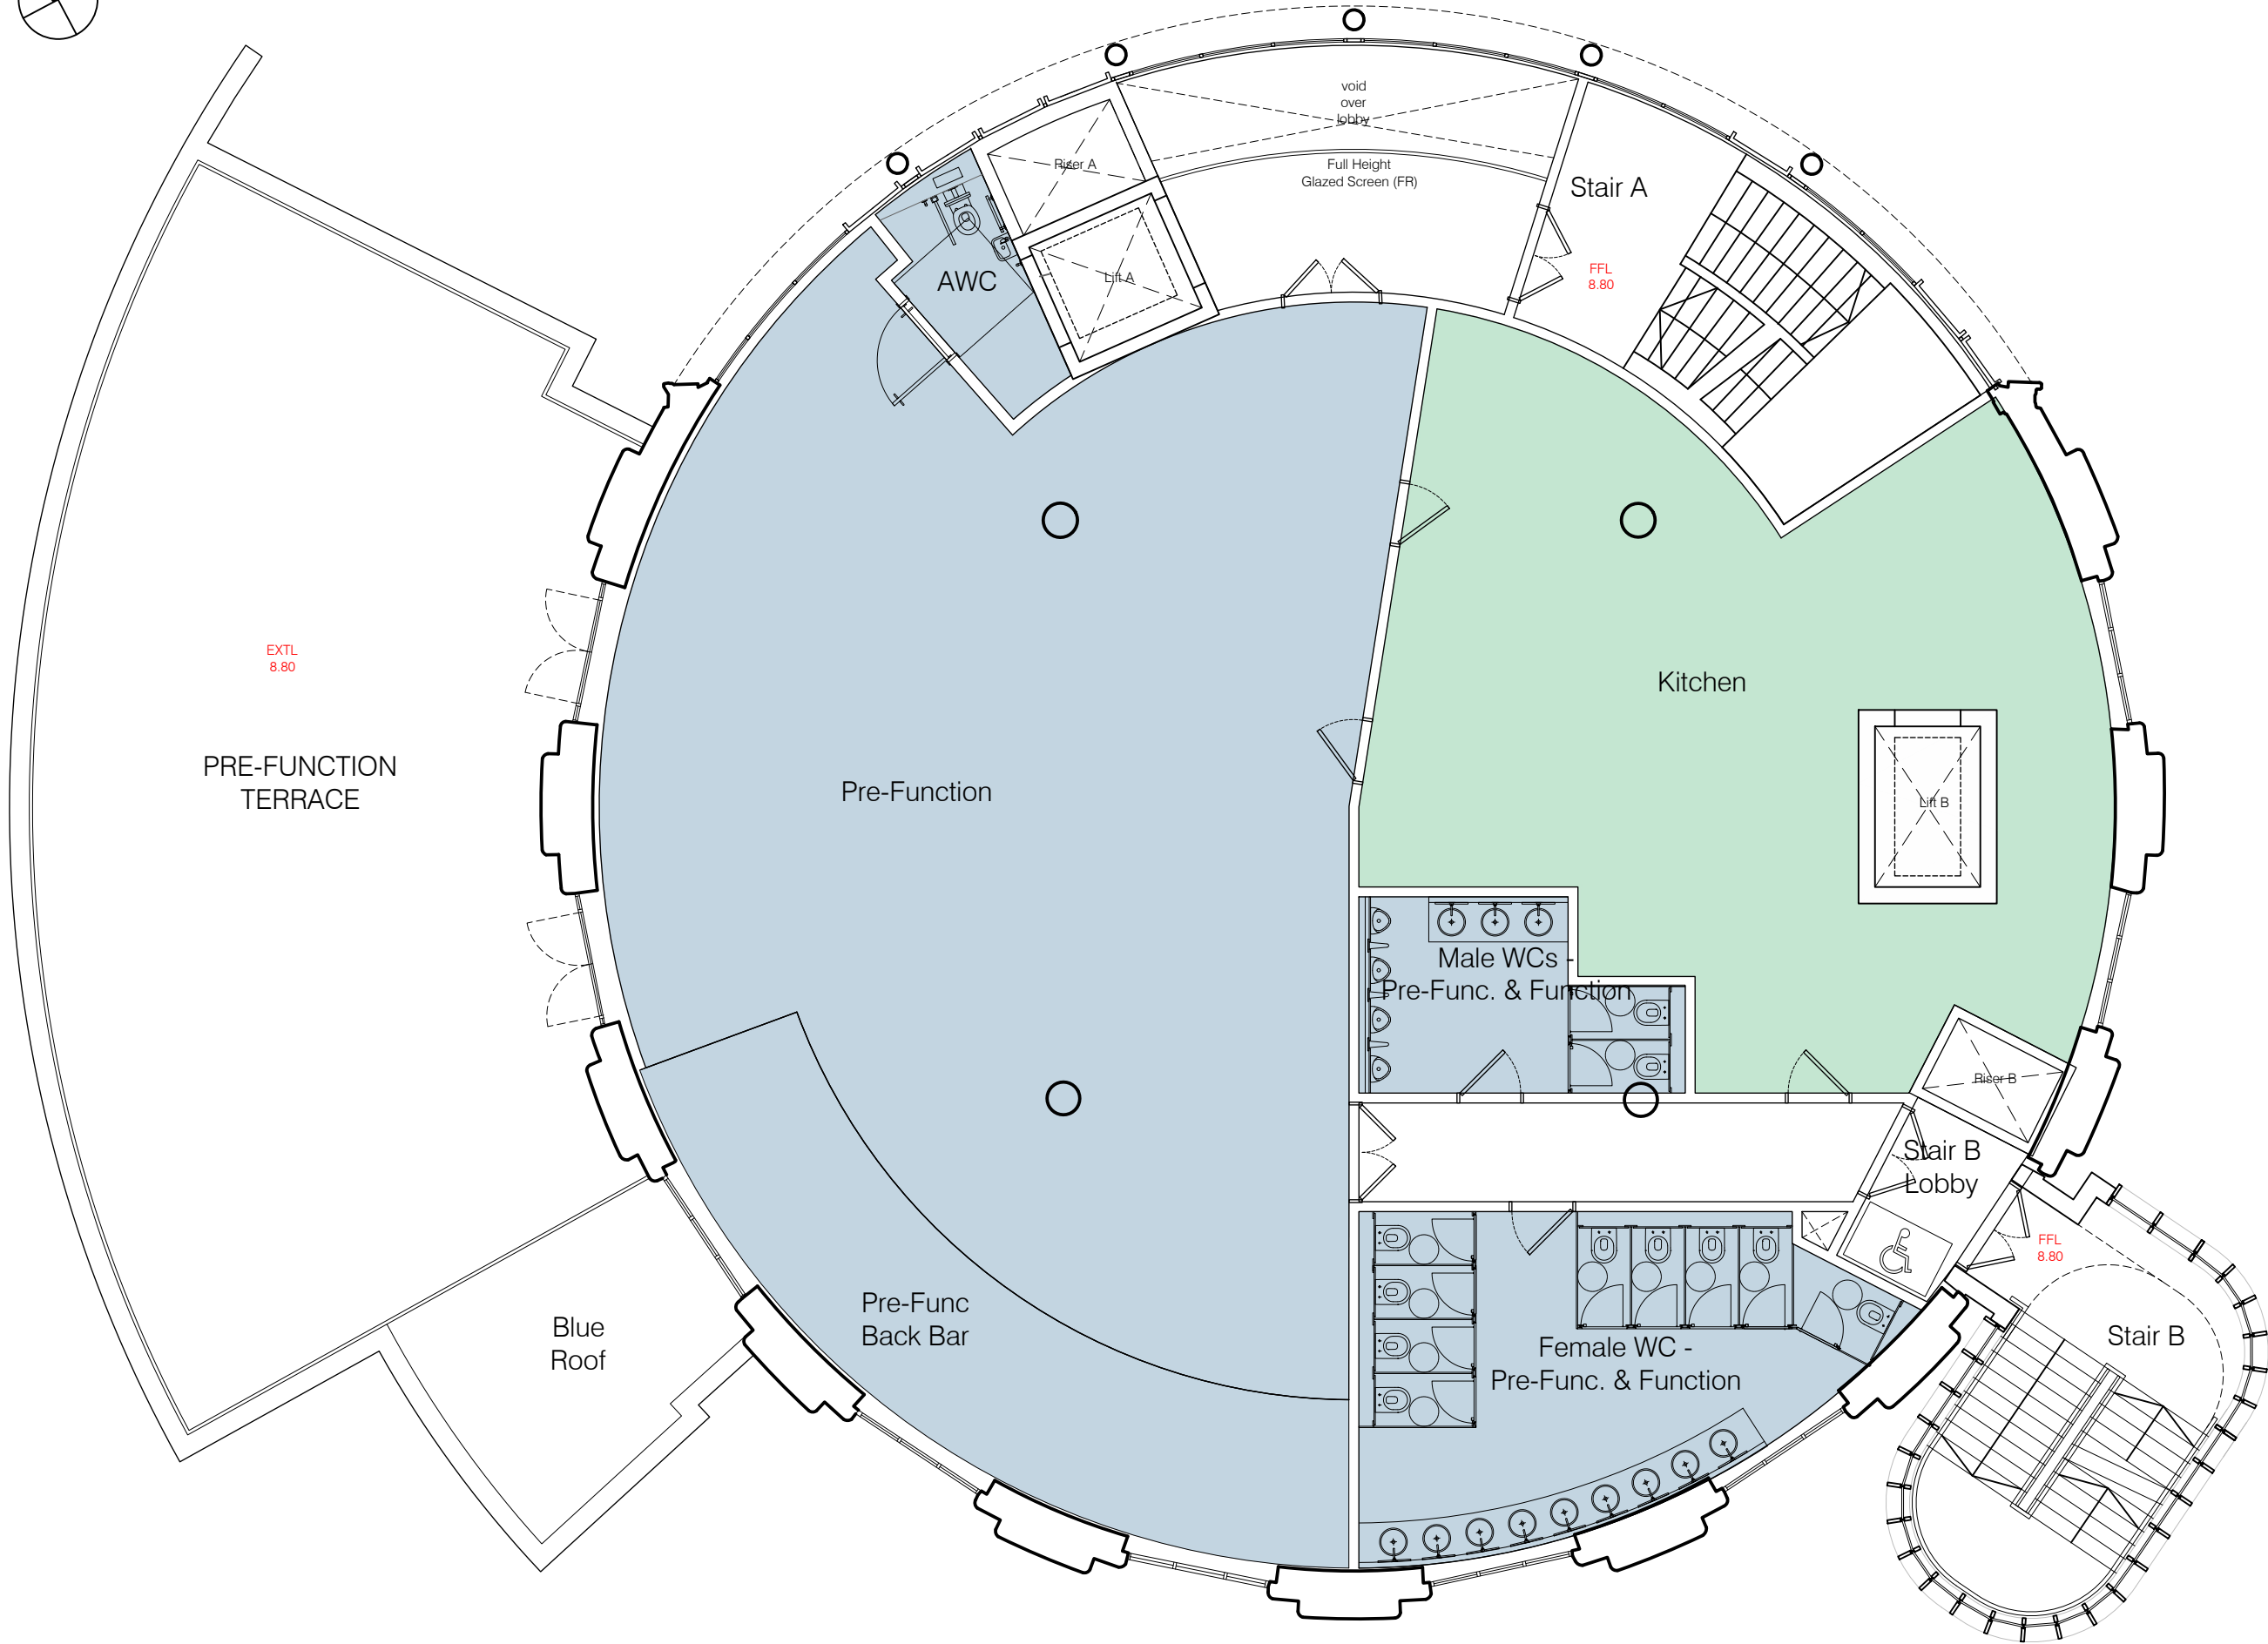 void
over
lobby
Riser A
Full Height
Glazed Screen (FR)
Stair A
AWC
Lift A
FFL
8.80
EXTL
8.80
Kitchen
PRE-FUNCTION
TERRACE
Pre-Function
Lift B
Male WCs -
Pre-Func. & Function
Riser B
Stair B
Lobby
FFL
8.80
Pre-Func
Back Bar
Blue
Roof
Female WC -
Pre-Func. & Function
Stair B